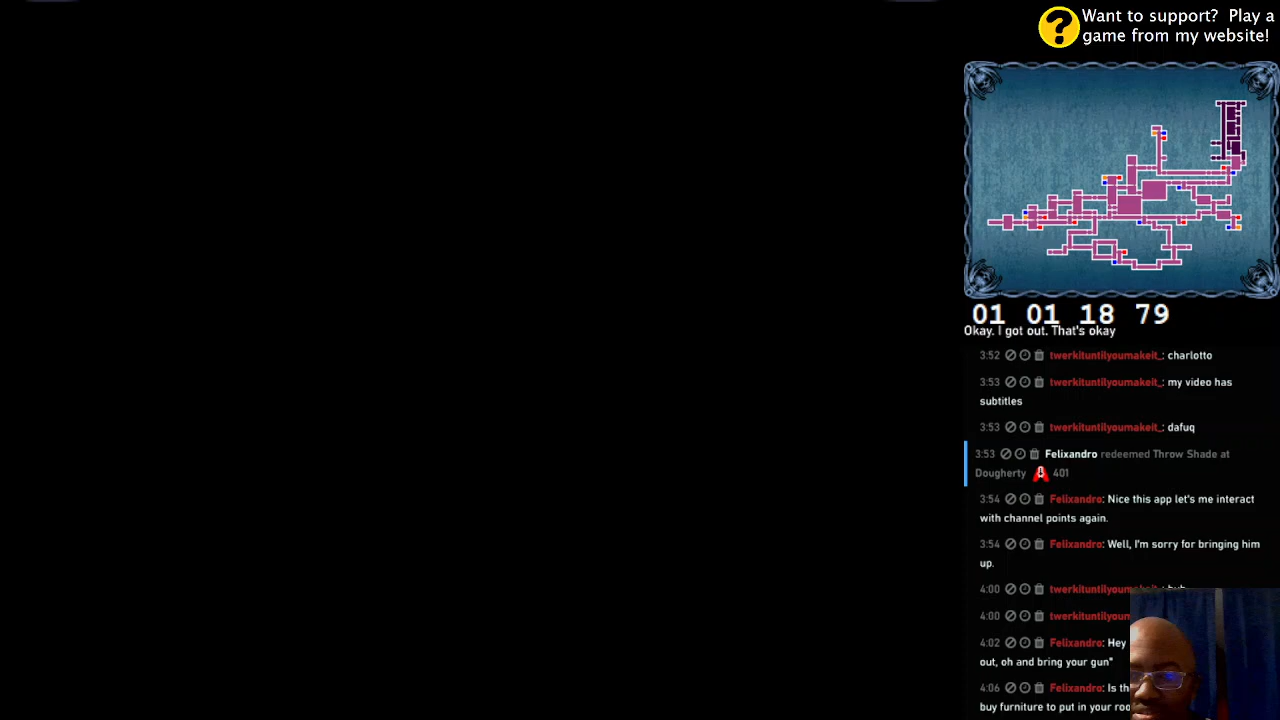 Want to support? Play a
game from my website!
01 01 18 79
Okay. I got out. That's okay
3:52 twerkituntilyoumakeit_: charlotto
3:53 twerkituntilyoumakeit_: my video has
subtitles
3:53 twerkituntilyoumakeit_: dafuq
3:53 Felixandro redeemed Throw Shade at
Dougherty 401
3:54 Felixandro: Nice this app let's me interact
with channel points again.
3:54 Felixandro: Well, I'm sorry for bringing him
up.
4:00
4:00 twerkituntilyoum
4:02 Felixandro: Hey
out, oh and bring your gun"
4:06 Felixandro: Is
buy furniture to put in your